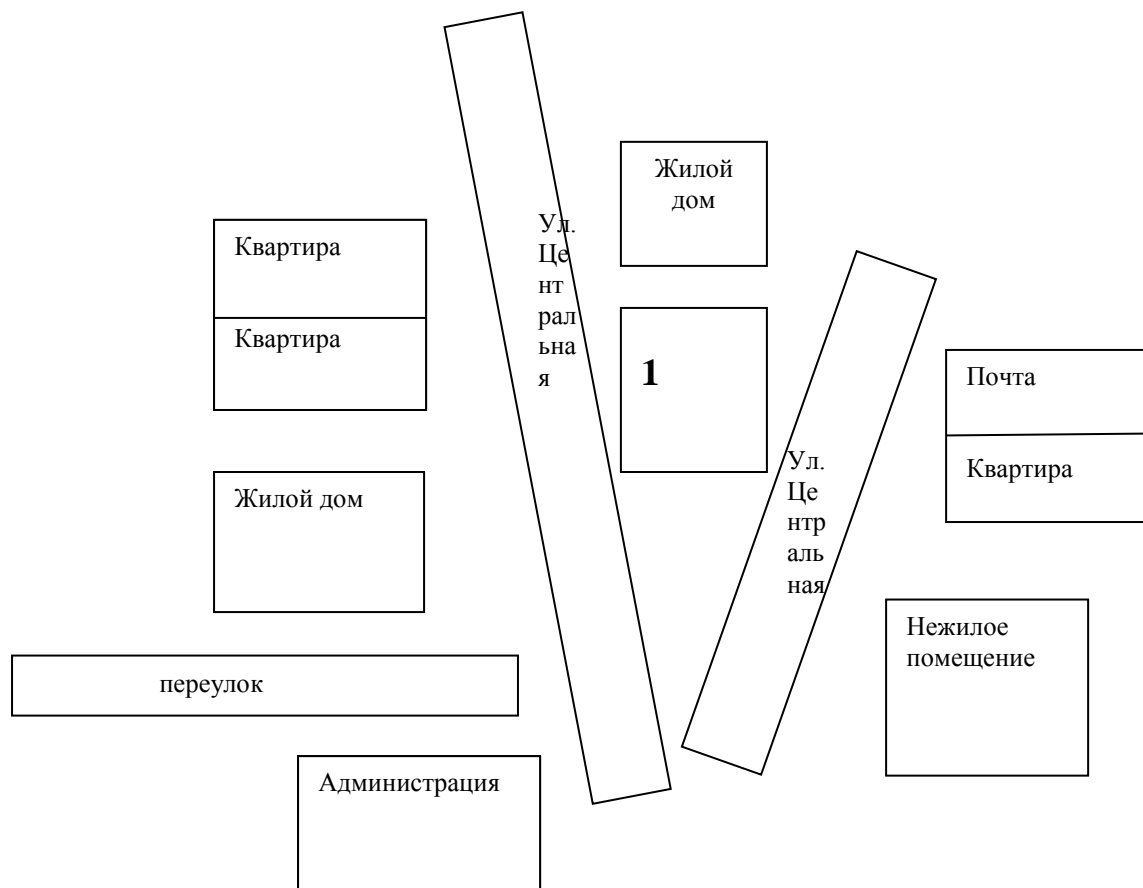 Жилой
дом
Ул.
Це
нт
рал
ьна
я
Квартира
Квартира
1
Почта
Квартира
Ул.
Це
нтр
аль
ная
Жилой дом
Нежилое
помещение
переулок
Администрация